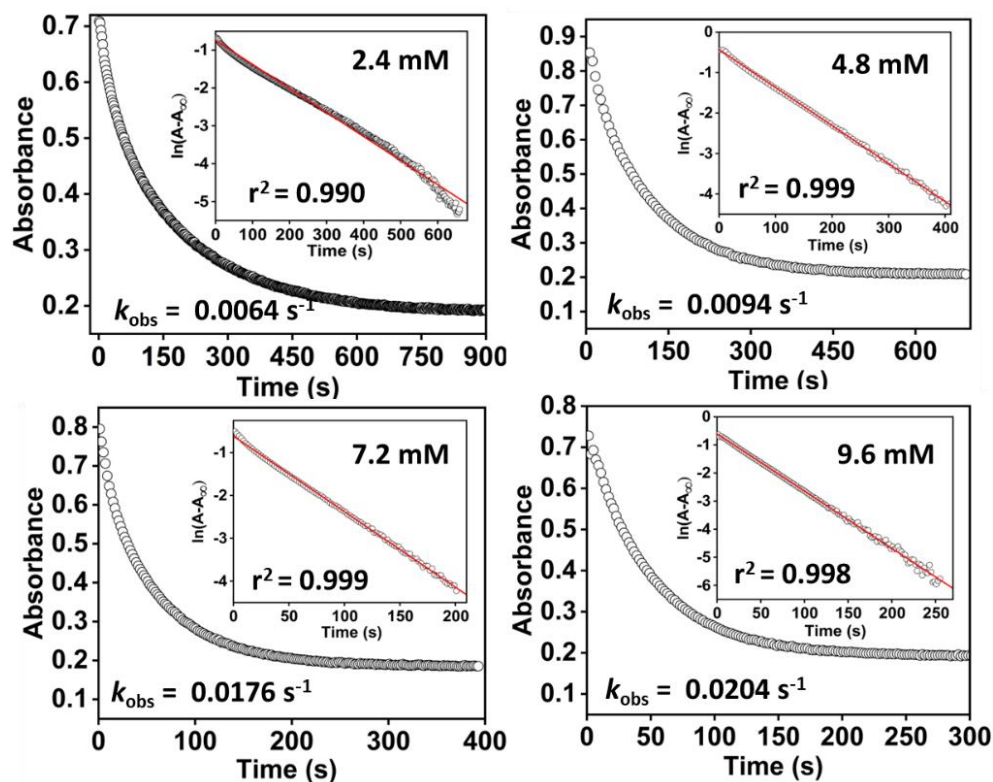 0.7
0.6
0.5
0.4
0.3
0.2
Absorbance
0 150 300 450 600 750 900
Time (s)
-1
-2
-3
-4
-5
ln(A-A∞)
0 100 200 300 400 500 600
Time (s)
2.4 mM
r² = 0.990
kobs = 0.0064 s⁻¹
0.9
0.8
0.7
0.6
0.5
0.4
0.3
0.2
0.1
Absorbance
0 150 300 450 600
Time (s)
0
-1
-2
-3
-4
ln(A-A∞)
0 100 200 300 400
Time (s)
4.8 mM
r² = 0.999
kobs = 0.0094 s⁻¹
0.8
0.7
0.6
0.5
0.4
0.3
0.2
0.1
Absorbance
0 100 200 300 400
Time (s)
-1
-2
-3
-4
ln(A-A∞)
0 50 100 150 200
Time (s)
7.2 mM
r² = 0.999
kobs = 0.0176 s⁻¹
0.8
0.7
0.6
0.5
0.4
0.3
0.2
0.1
Absorbance
0 50 100 150 200 250 300
Time (s)
0
-1
-2
-3
-4
-5
-6
ln(A-A∞)
0 50 100 150 200 250
Time (s)
9.6 mM
r² = 0.998
kobs = 0.0204 s⁻¹